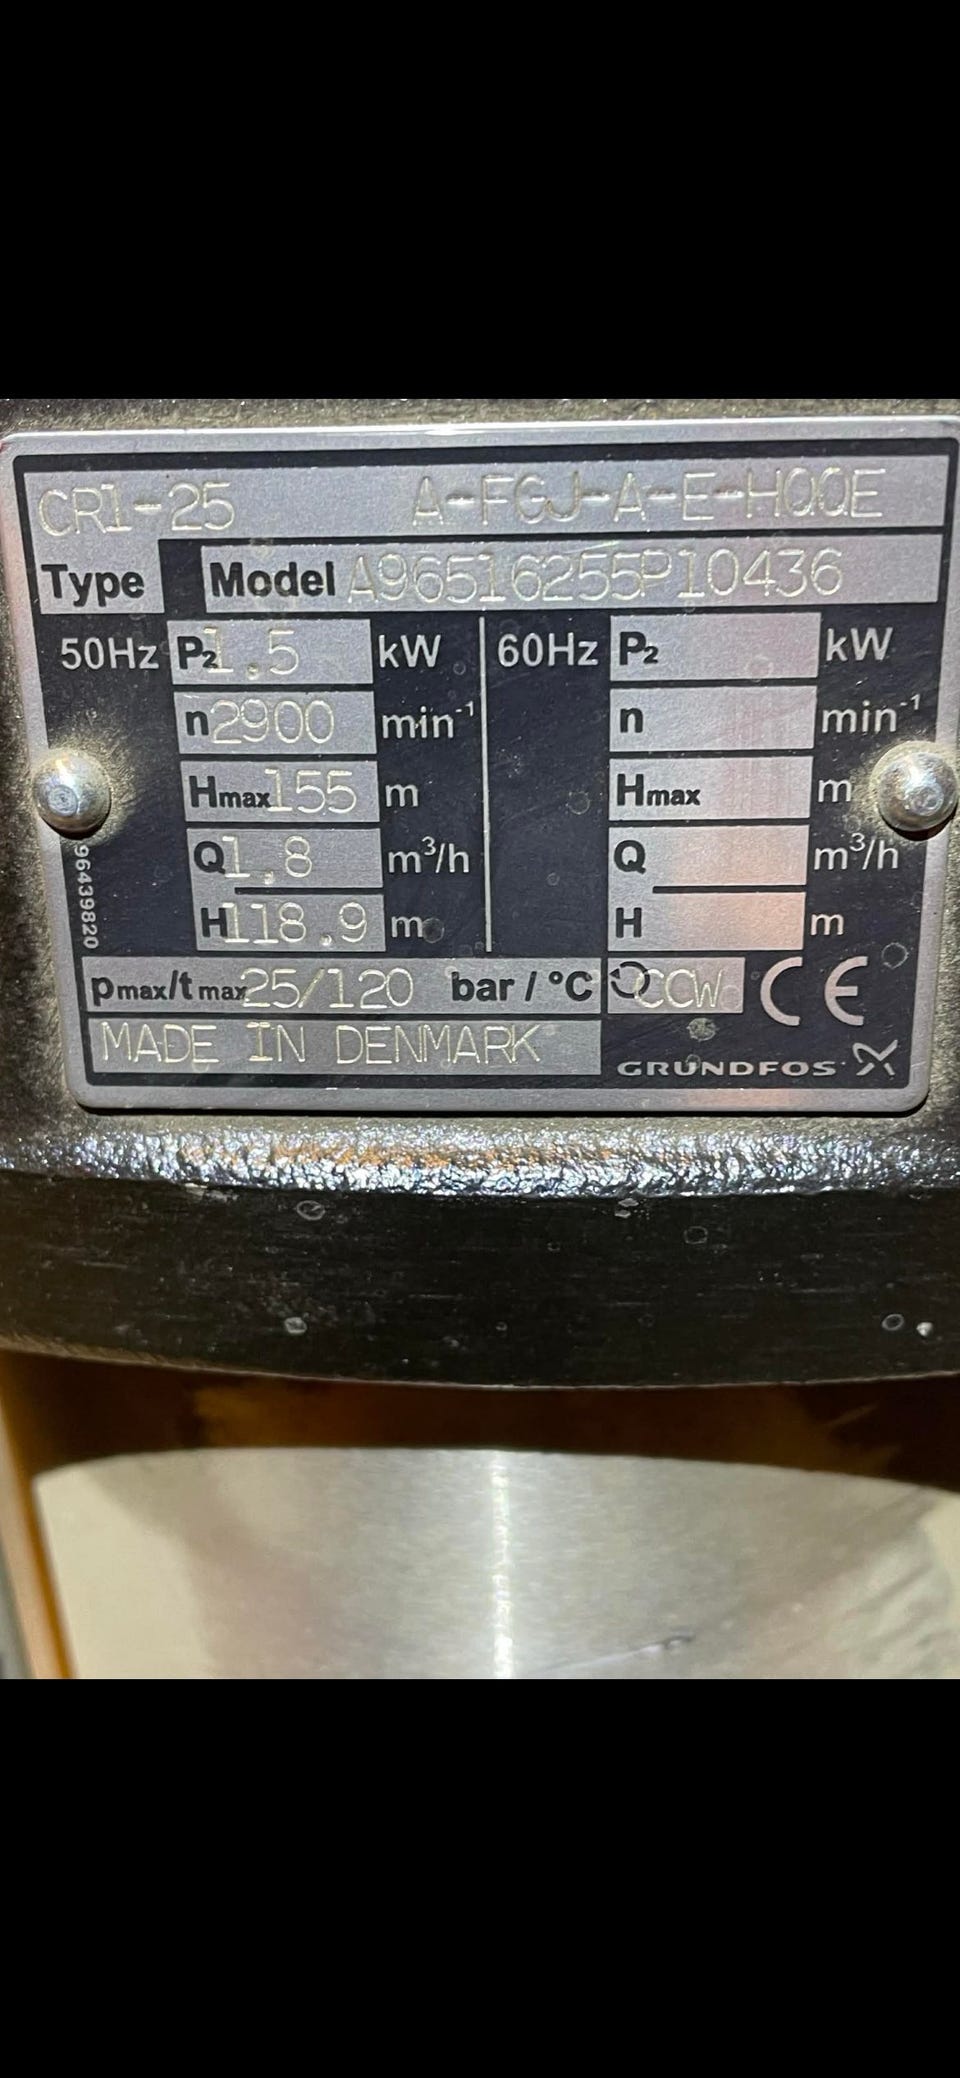 CR1-25 A-FGJ-A-E-HQQE
Type Model A96516255P10436
50Hz P2 1.5 kW 60Hz P2 kW
n 2900 min-1 n min-1
Hmax 155 m Hmax m
Q 1.8 m³/h Q m³/h
H 118.9 m H m
96439820
pmax/tmax 25/120 bar / °C CCW CE
MADE IN DENMARK
GRUNDFOS